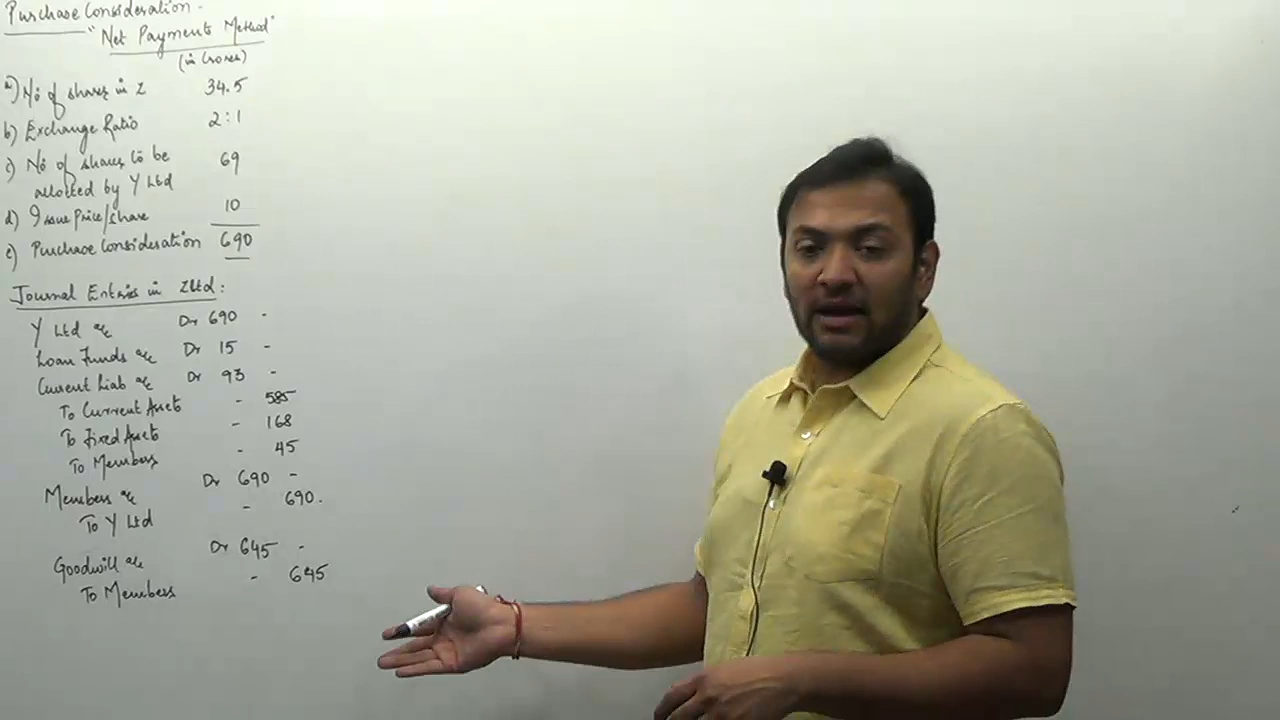 Purchase Consideration -
"Net Payments Method"
(in Crores)
a) No of shares in Z 34.5
b) Exchange Ratio 2:1
c) No of shares to be 69
allotted by Y Ltd
d) Issue Price/share 10
e) Purchase Consideration 690
Journal Entries in Z Ltd:
Y Ltd a/c Dr 690 -
Loan Funds a/c Dr 15 -
Current Liab a/c Dr 93 -
To Current Assets - 585
To Fixed Assets - 168
To Members - 45
Members a/c Dr 690 -
To Y Ltd - 690.
Goodwill a/c Dr 645 -
To Members - 645